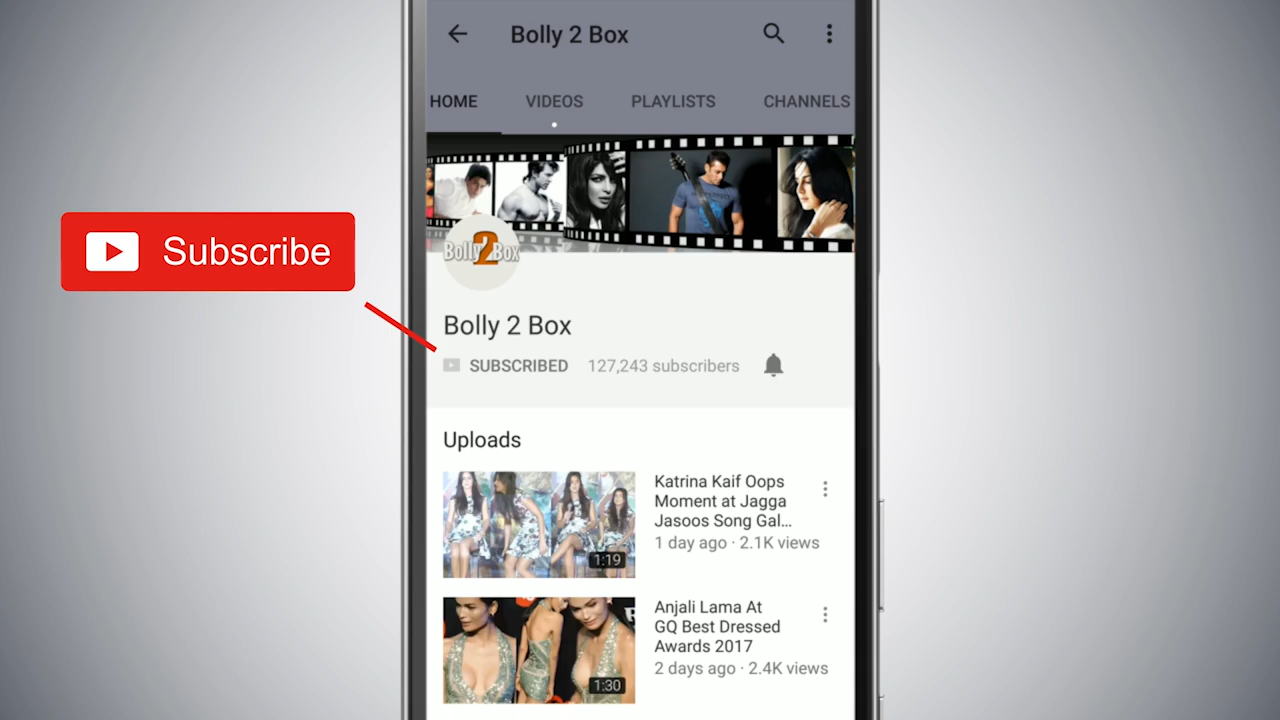 Bolly 2 Box
HOME VIDEOS PLAYLISTS CHANNELS
Bolly 2 Box
Subscribe
Bolly 2 Box
SUBSCRIBED 127,243 subscribers
Uploads
Katrina Kaif Oops
Moment at Jagga
Jasoos Song Gal...
1 day ago · 2.1K views
1:19
Anjali Lama At
GQ Best Dressed
Awards 2017
2 days ago · 2.4K views
1:30